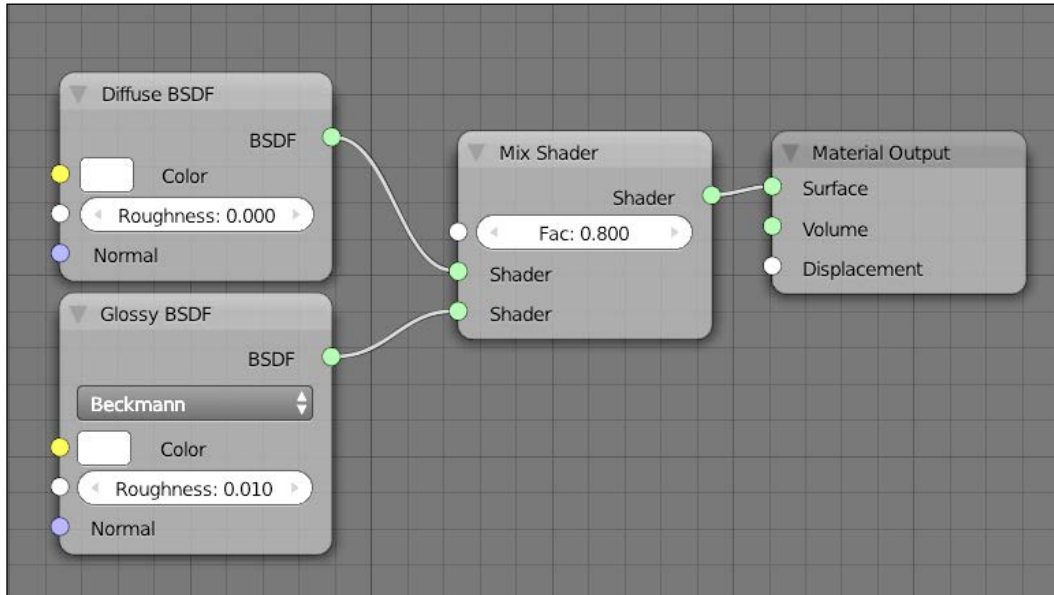 Diffuse BSDF
BSDF
Color
Roughness: 0.000
Normal
Glossy BSDF
BSDF
Beckmann
Color
Roughness: 0.010
Normal
Mix Shader
Shader
Fac: 0.800
Shader
Shader
Material Output
Surface
Volume
Displacement